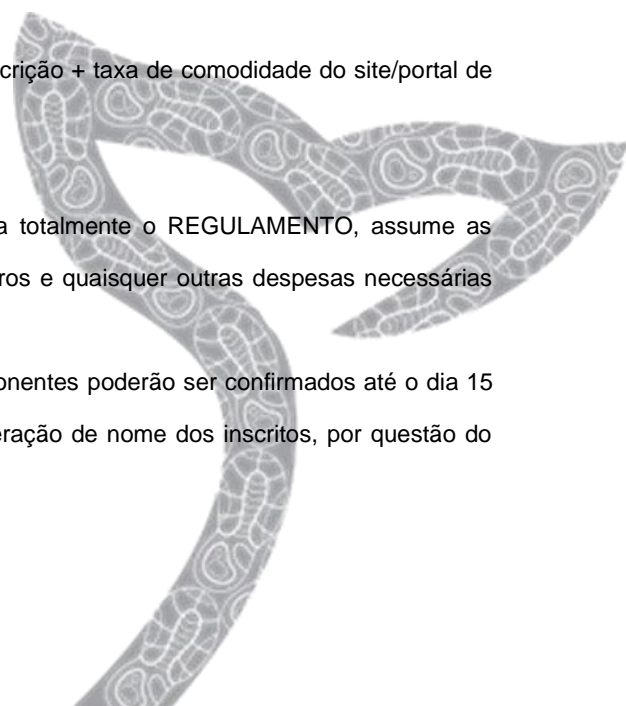 crição + taxa de comodidade do site/portal de
a totalmente o REGULAMENTO, assume as
ros e quaisquer outras despesas necessárias
onentes poderão ser confirmados até o dia 15
eração de nome dos inscritos, por questão do